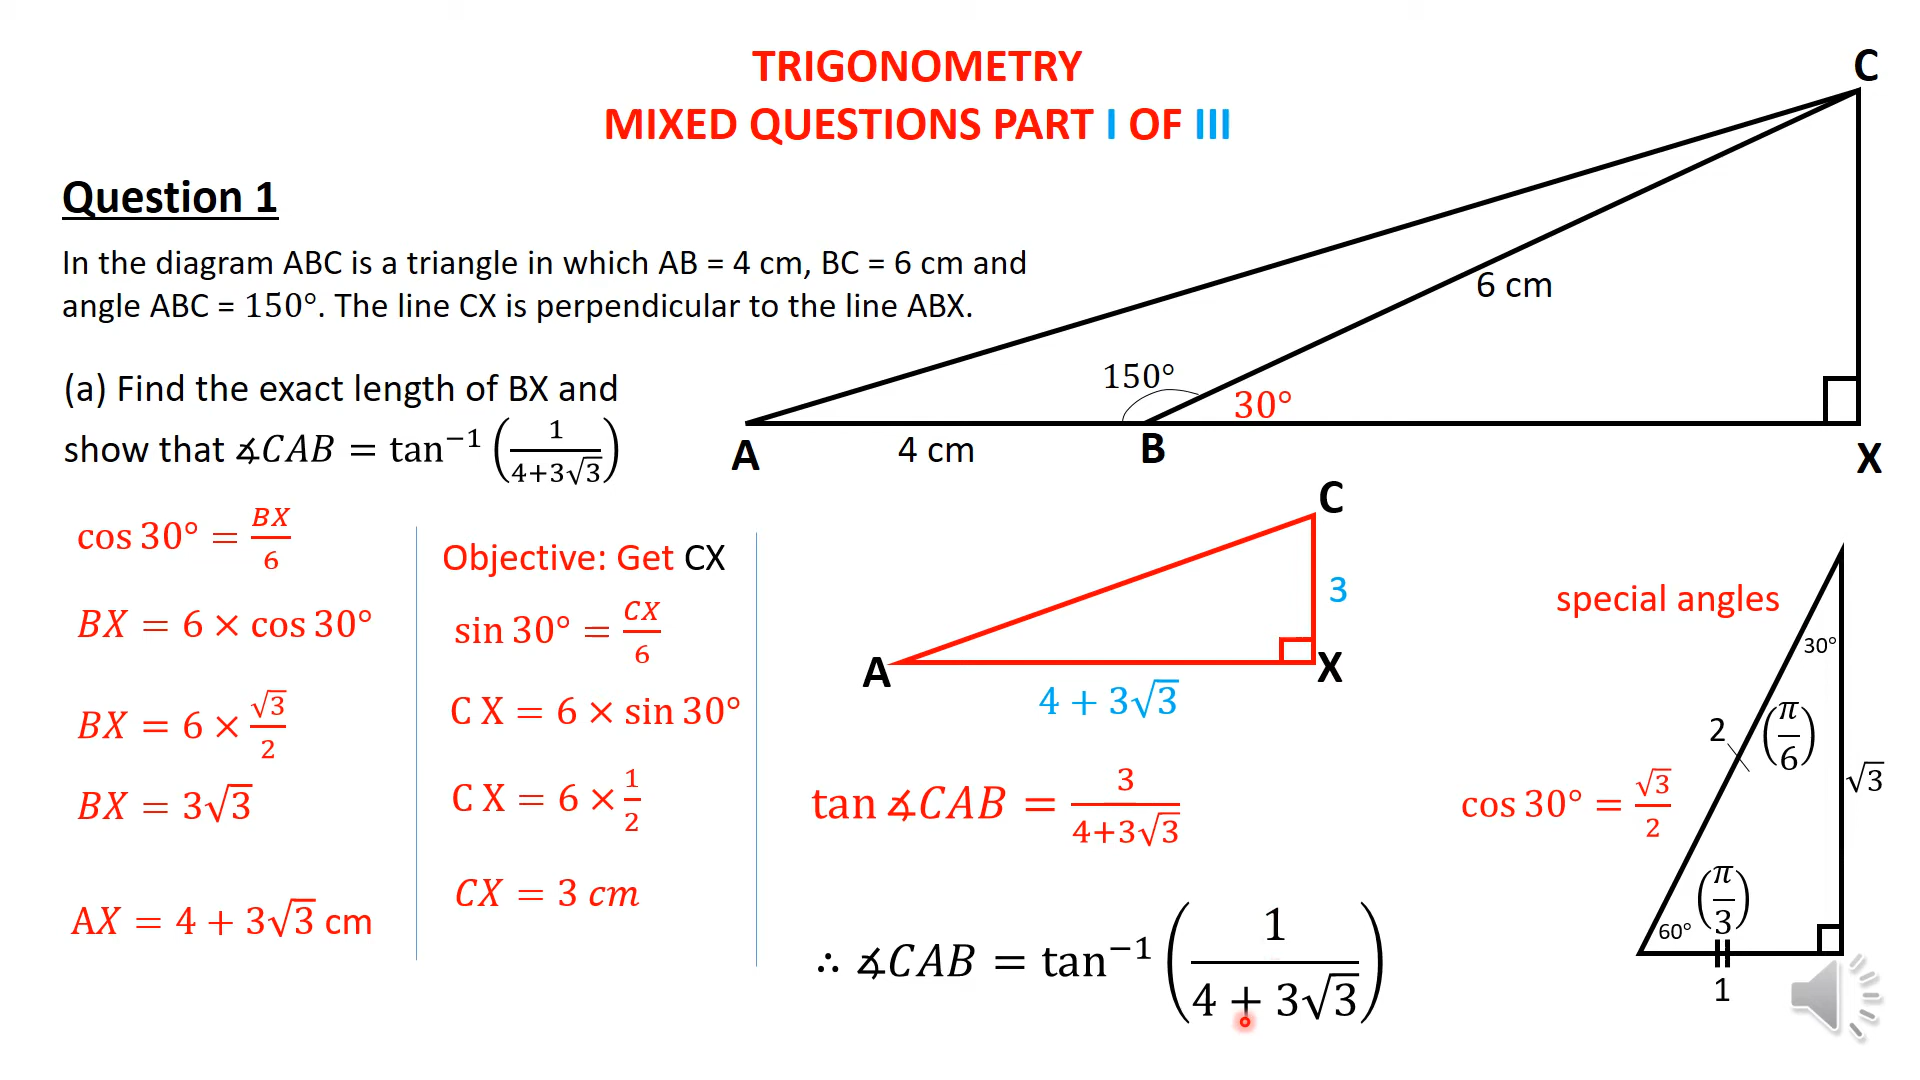 TRIGONOMETRY
MIXED QUESTIONS PART I OF III
Question 1
In the diagram ABC is a triangle in which AB = 4 cm, BC = 6 cm and
angle ABC = 150°. The line CX is perpendicular to the line ABX.
(a) Find the exact length of BX and
show that ∡CAB = tan⁻¹ (1/(4+3√3))
C
6 cm
150°
30°
A
4 cm
B
X
cos 30° = BX/6
BX = 6 × cos 30°
BX = 6 × √3/2
BX = 3√3
AX = 4 + 3√3 cm
Objective: Get CX
sin 30° = CX/6
C X = 6 × sin 30°
C X = 6 × 1/2
CX = 3 cm
C
3
A
X
4 + 3√3
tan ∡CAB = 3/(4+3√3)
∴ ∡CAB = tan⁻¹ (1/(4 + 3√3))
special angles
30°
(π/6)
2
√3
cos 30° = √3/2
(π/3)
60°
1